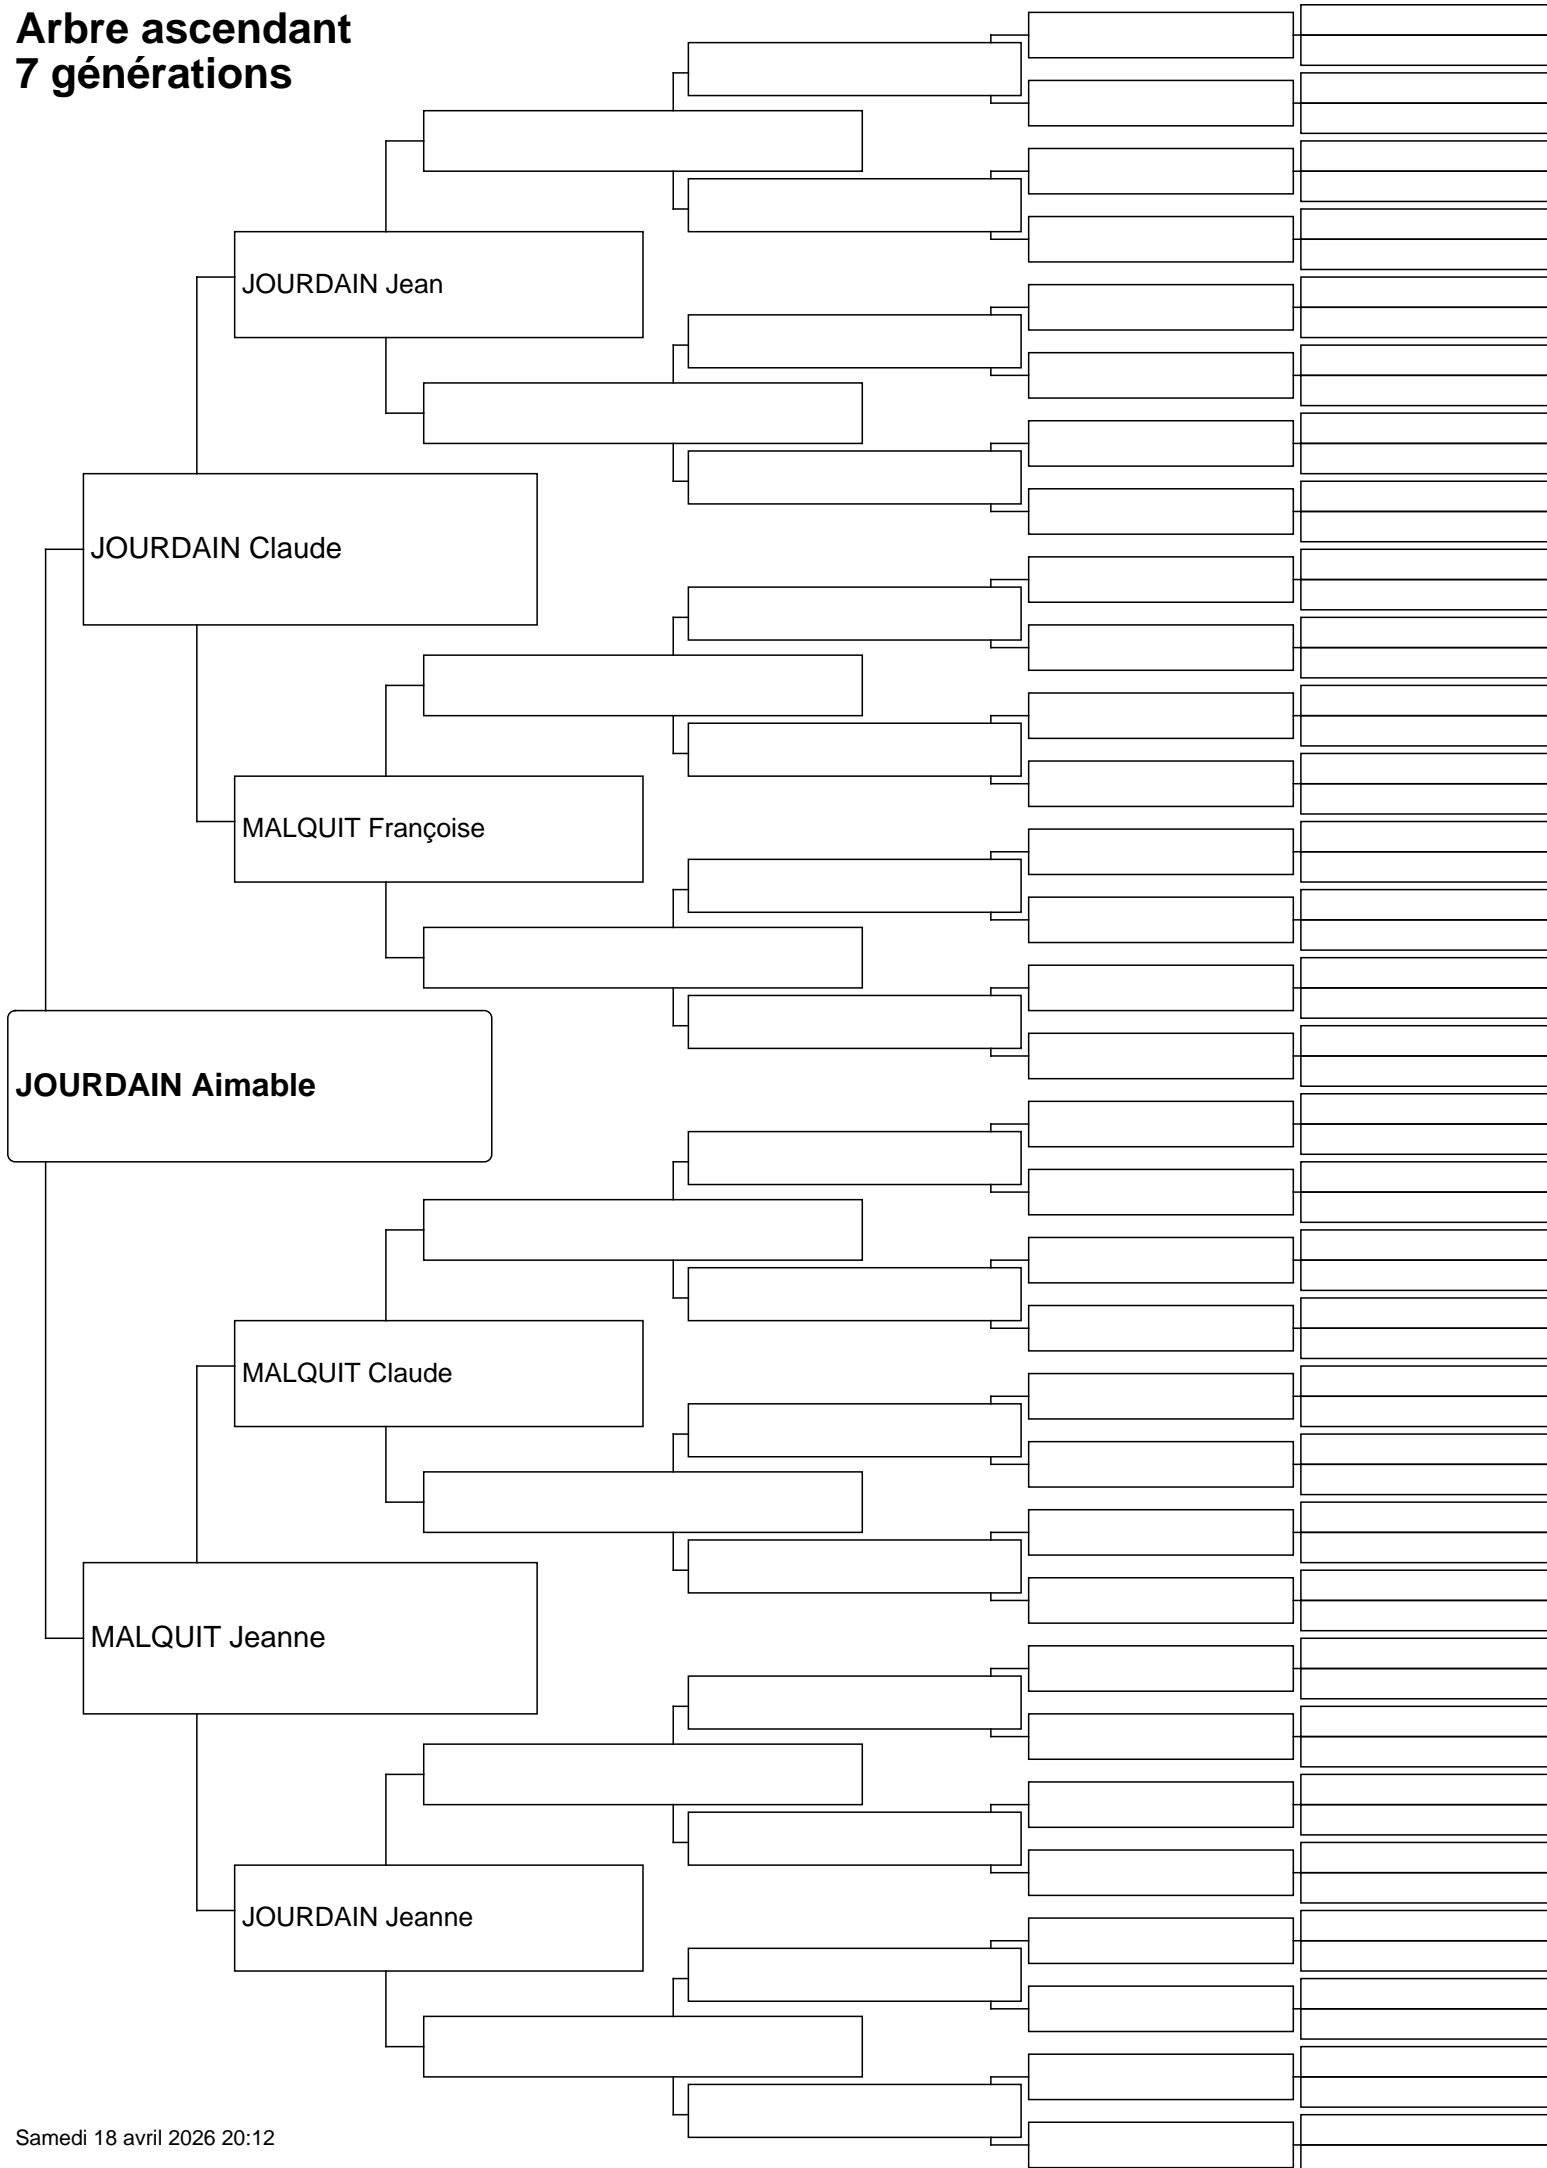 Arbre ascendant
7 générations
JOURDAIN Jean
JOURDAIN Claude
MALQUIT Françoise
JOURDAIN Aimable
MALQUIT Claude
MALQUIT Jeanne
JOURDAIN Jeanne
Samedi 18 avril 2026 20:12